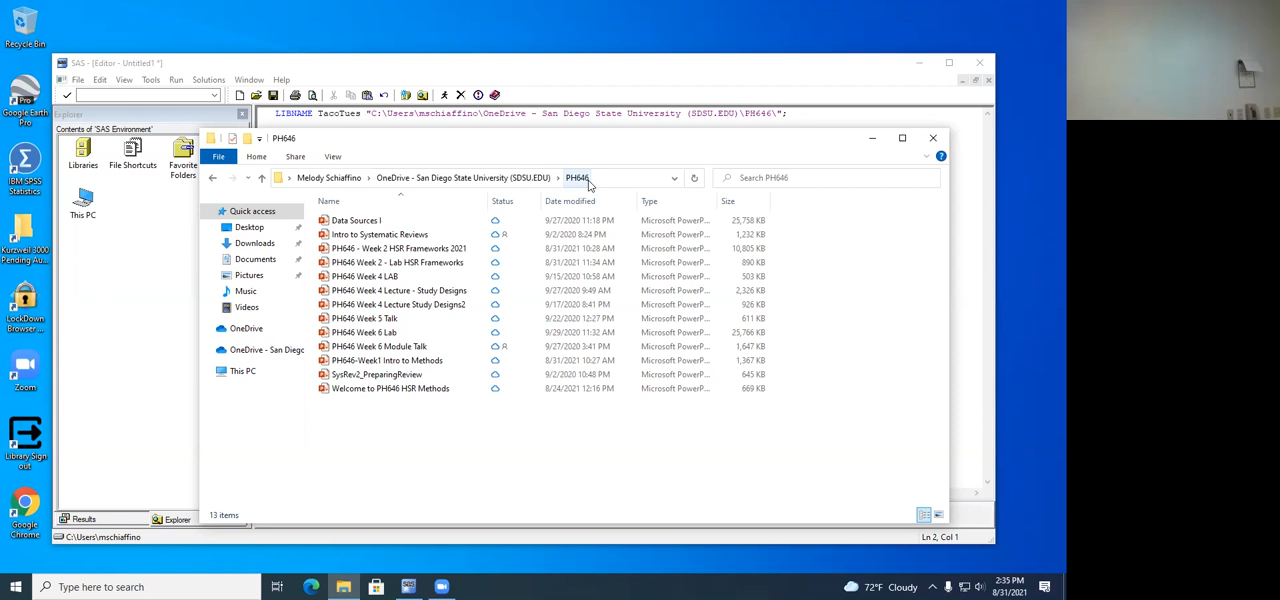 Recycle Bin
Google Earth Pro
IBM SPSS Statistics
Kurzweil 3000 Pending Au...
LockDown Browser ...
Zoom
Library Sign out
Google Chrome
SAS - [Editor - Untitled1 *]
File Edit View Tools Run Solutions Window Help
Explorer
Contents of 'SAS Environment'
Libraries File Shortcuts Favorite Folders
This PC
LIBNAME TacoTues "C:\Users\mschiaffino\OneDrive - San Diego State University (SDSU.EDU)\PH646\";
PH646
File Home Share View
Melody Schiaffino > OneDrive - San Diego State University (SDSU.EDU) > PH646
Search PH646
Quick access
Desktop
Downloads
Documents
Pictures
Music
Videos
OneDrive
OneDrive - San Diego
This PC
Name Status Date modified Type Size
Data Sources I 9/27/2020 11:18 PM Microsoft PowerP... 25,758 KB
Intro to Systematic Reviews 9/2/2020 8:24 PM Microsoft PowerP... 1,232 KB
PH646 - Week 2 HSR Frameworks 2021 8/31/2021 10:28 AM Microsoft PowerP... 10,805 KB
PH646 Week 2 - Lab HSR Frameworks 8/31/2021 11:34 AM Microsoft PowerP... 890 KB
PH646 Week 4 LAB 9/15/2020 10:58 AM Microsoft PowerP... 503 KB
PH646 Week 4 Lecture - Study Designs 9/27/2020 9:49 AM Microsoft PowerP... 2,326 KB
PH646 Week 4 Lecture Study Designs2 9/17/2020 8:41 PM Microsoft PowerP... 926 KB
PH646 Week 5 Talk 9/22/2020 12:27 PM Microsoft PowerP... 611 KB
PH646 Week 6 Lab 9/29/2020 11:32 AM Microsoft PowerP... 25,766 KB
PH646 Week 6 Module Talk 9/27/2020 3:41 PM Microsoft PowerP... 1,647 KB
PH646-Week1 Intro to Methods 8/31/2021 10:27 AM Microsoft PowerP... 1,367 KB
SysRev2_PreparingReview 9/2/2020 10:48 PM Microsoft PowerP... 645 KB
Welcome to PH646 HSR Methods 8/24/2021 12:16 PM Microsoft PowerP... 669 KB
13 items
Results Explorer
C:\Users\mschiaffino
Ln 2, Col 1
Type here to search
72°F Cloudy
2:35 PM
8/31/2021